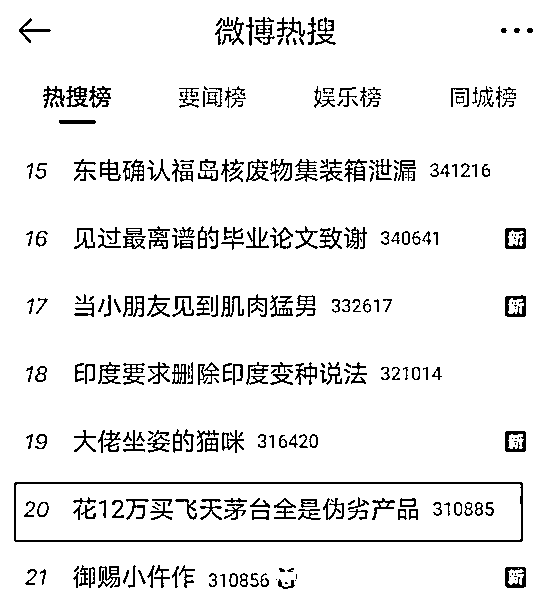 微博热搜
热搜榜 要闻榜 娱乐榜 同城榜
15 东电确认福岛核废物集装箱泄漏 341216
16 见过最离谱的毕业论文致谢 340641 新
17 当小朋友见到肌肉猛男 332617 新
18 印度要求删除印度变种说法 321014
19 大佬坐姿的猫咪 316420 新
20 花12万买飞天茅台全是伪劣产品 310885
21 御赐小仵作 310856 新